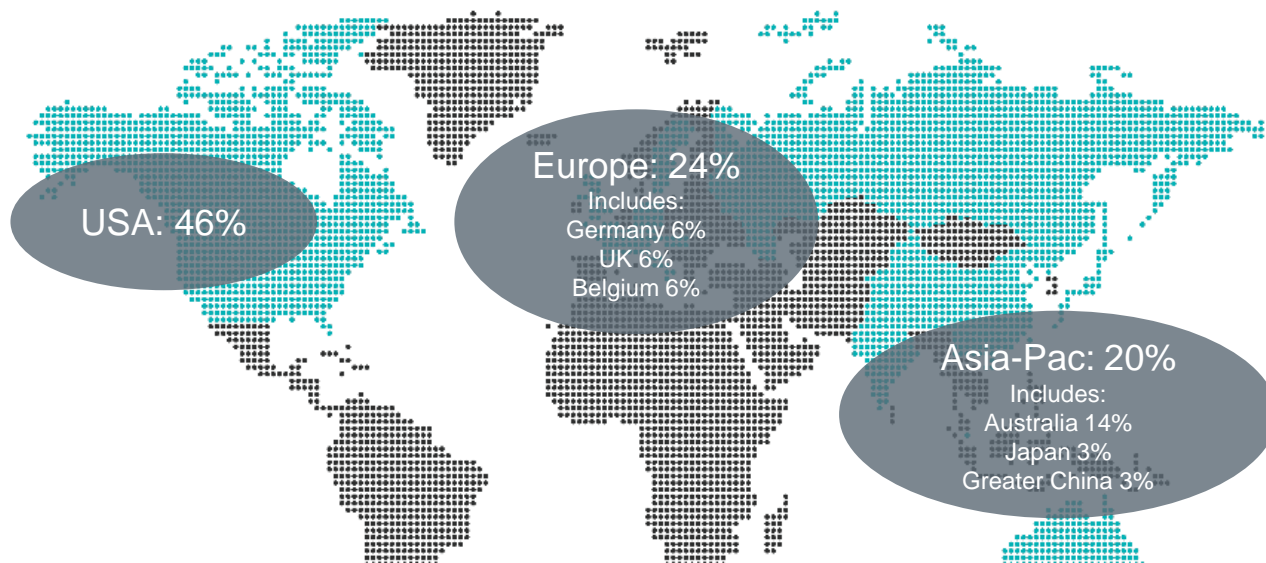 USA: 46%
Europe: 24%
Includes:
Germany 6%
UK 6%
Belgium 6%
Asia-Pac: 20%
Includes:
Australia 14%
Japan 3%
Greater China 3%